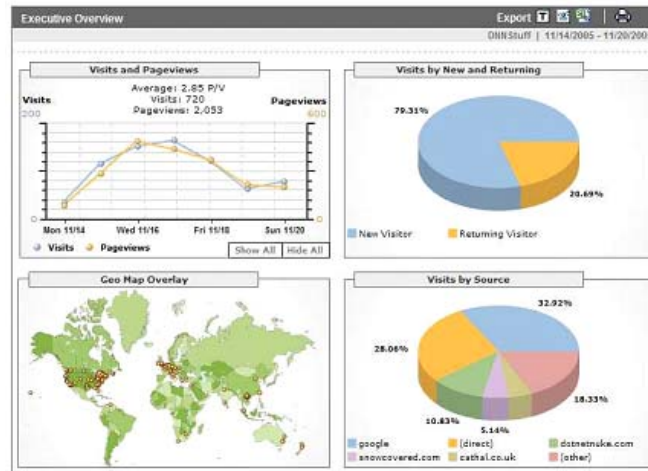 Executive Overview
Export
DNNStuff | 11/14/2005 - 11/20/200
Visits and Pageviews
Average: 2.85 P/V
Visits: 720
Pageviews: 2,053
Visits
200
Pageviews
600
0
0
Mon 11/14
Wed 11/16
Fri 11/18
Sun 11/20
Visits
Pageviews
Show All
Hide All
Visits by New and Returning
79.31%
20.69%
New Visitor
Returning Visitor
Geo Map Overlay
Visits by Source
32.92%
28.06%
18.33%
10.83%
5.14%
google
(direct)
dotnetnuke.com
snowcovered.com
cathal.co.uk
(other)